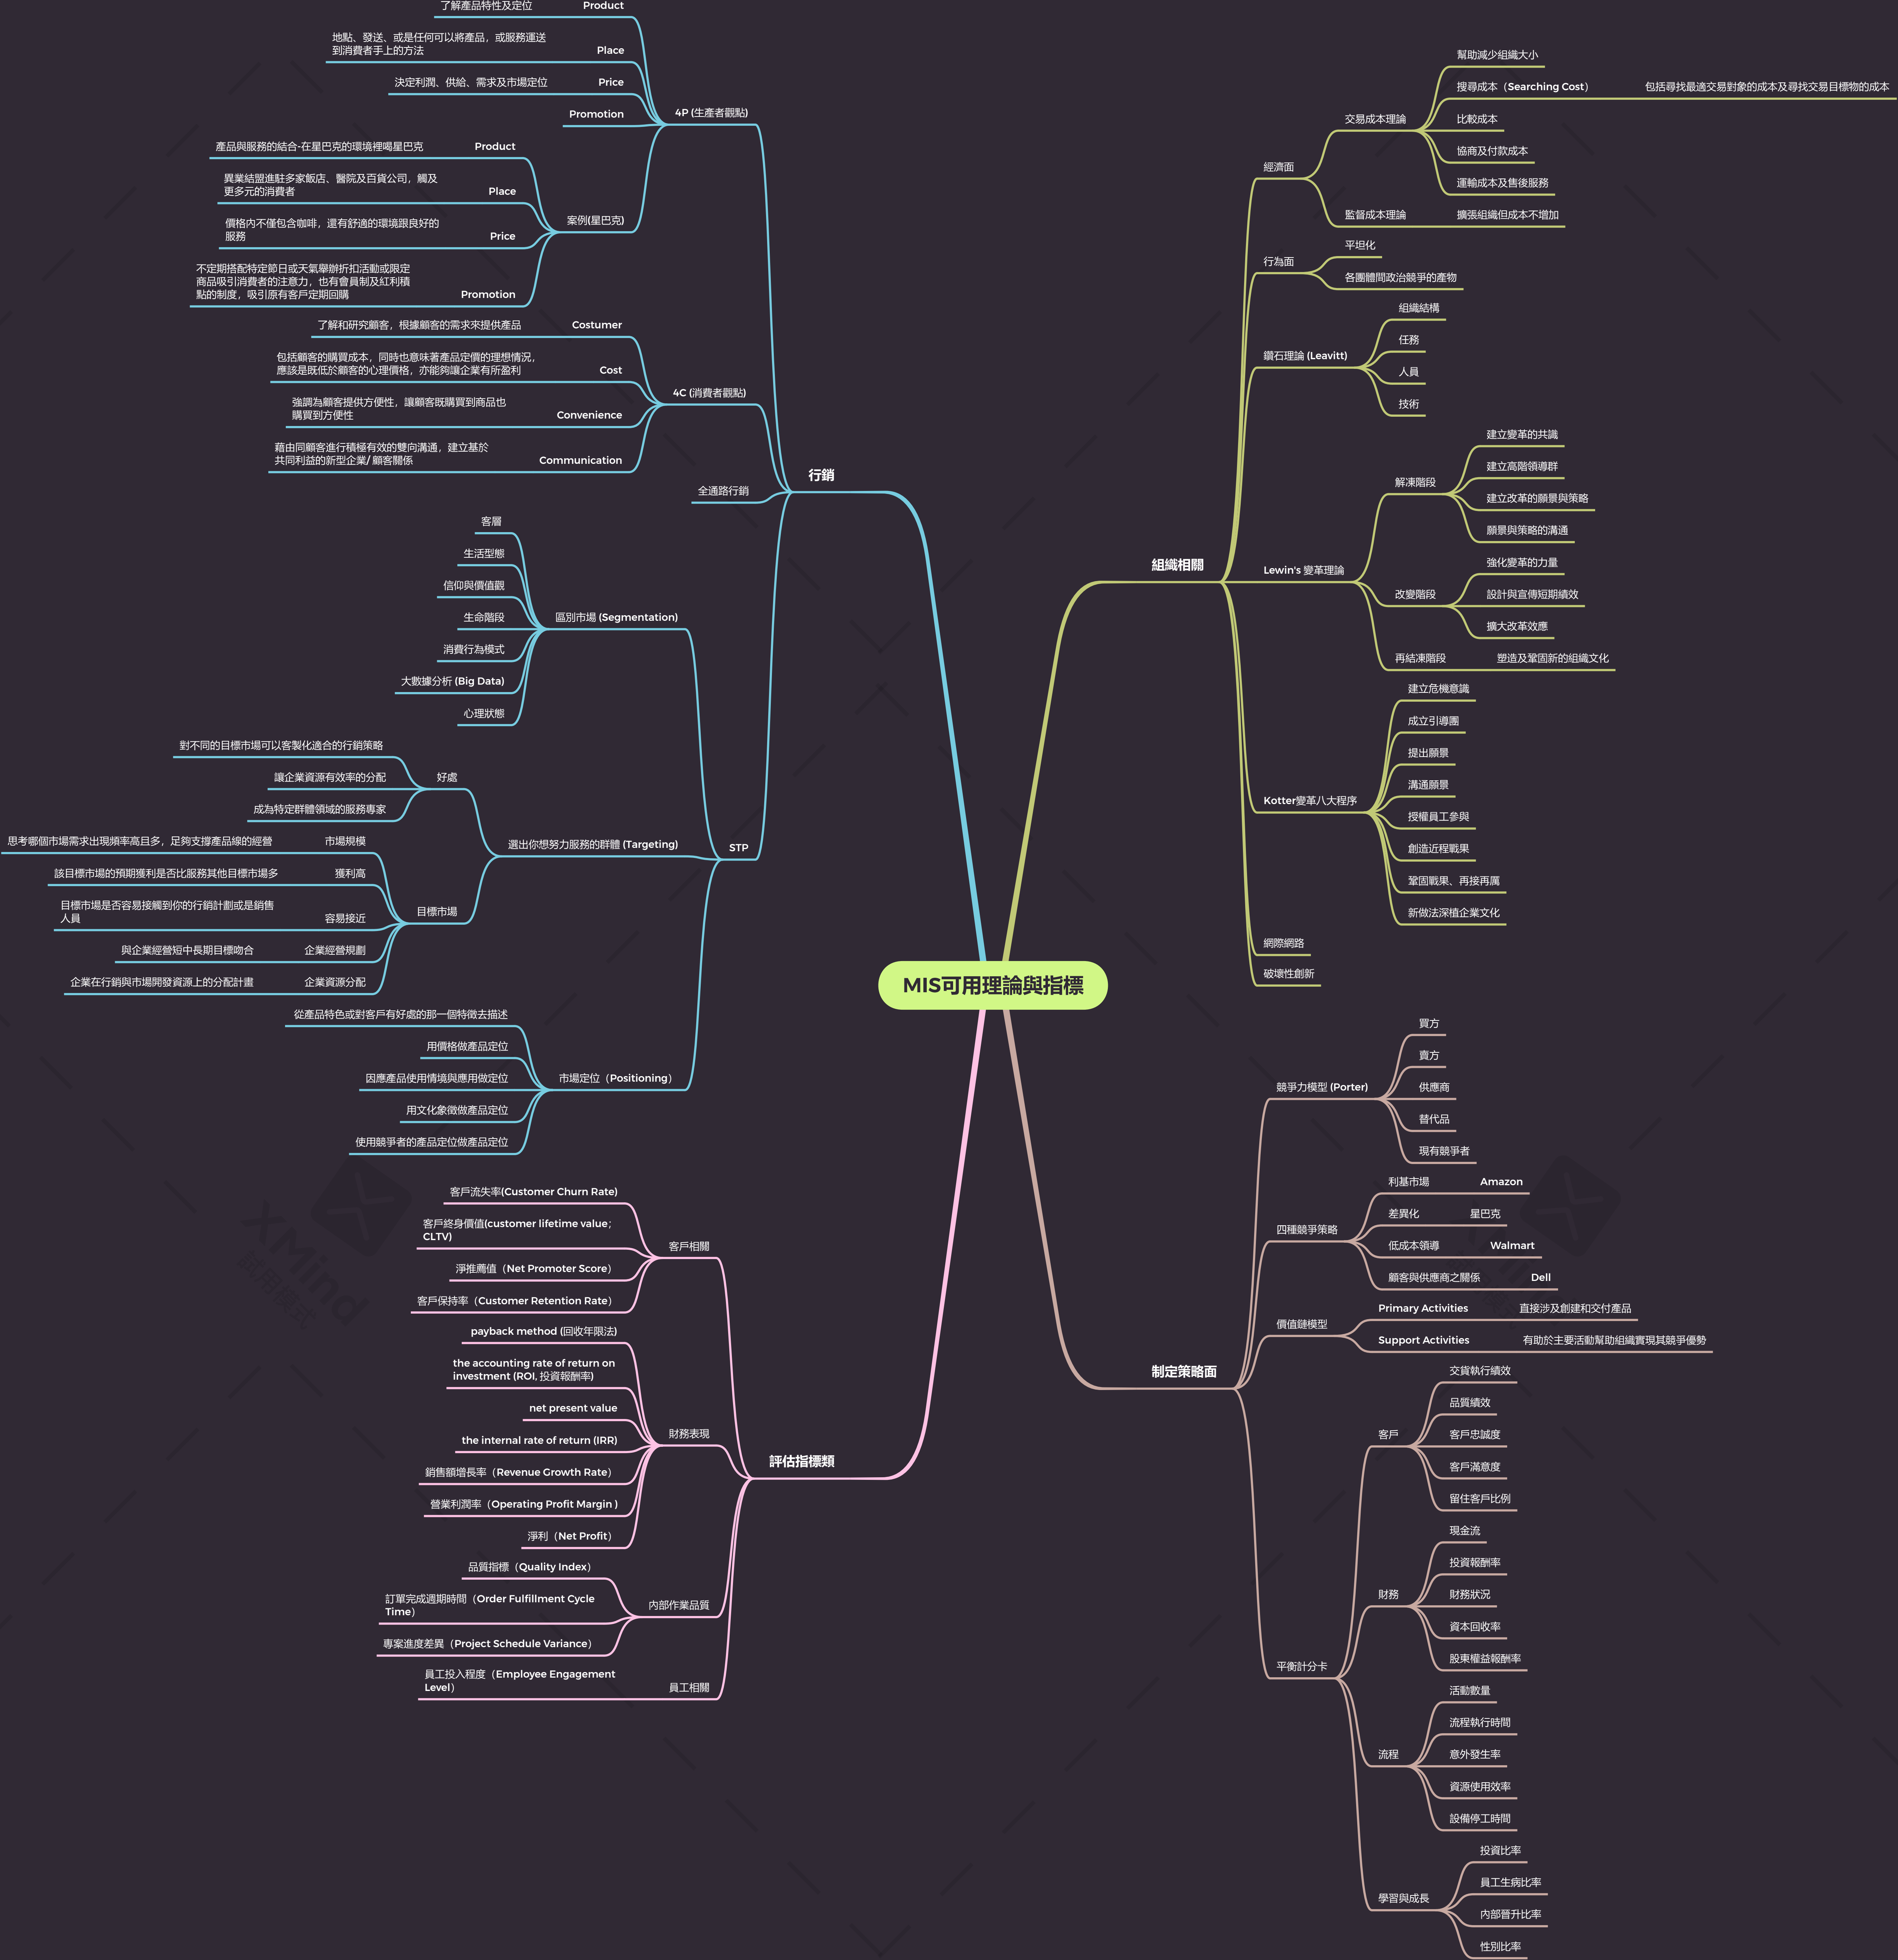 MIS可用理論與指標
行銷
4P (生產者觀點)
Product
了解產品特性及定位
Place
地點、發送、或是任何可以將產品，或服務運送
到消費者手上的方法
Price
決定利潤、供給、需求及市場定位
Promotion
案例(星巴克)
Product
產品與服務的結合-在星巴克的環境裡喝星巴克
Place
異業結盟進駐多家飯店、醫院及百貨公司，觸及
更多元的消費者
Price
價格內不僅包含咖啡，還有舒適的環境跟良好的
服務
Promotion
不定期搭配特定節日或天氣舉辦折扣活動或限定
商品吸引消費者的注意力，也有會員制及紅利積
點的制度，吸引原有客戶定期回購
4C (消費者觀點)
Costumer
了解和研究顧客，根據顧客的需求來提供產品
Cost
包括顧客的購買成本，同時也意味著產品定價的理想情況，
應該是既低於顧客的心理價格，亦能夠讓企業有所盈利
Convenience
強調為顧客提供方便性，讓顧客既購買到商品也
購買到方便性
Communication
藉由同顧客進行積極有效的雙向溝通，建立基於
共同利益的新型企業/ 顧客關係
全通路行銷
STP
區別市場 (Segmentation)
客層
生活型態
信仰與價值觀
生命階段
消費行為模式
大數據分析 (Big Data)
心理狀態
選出你想努力服務的群體 (Targeting)
好處
對不同的目標市場可以客製化適合的行銷策略
讓企業資源有效率的分配
成為特定群體領域的服務專家
目標市場
市場規模
思考哪個市場需求出現頻率高且多，足夠支撐產品線的經營
獲利高
該目標市場的預期獲利是否比服務其他目標市場多
容易接近
目標市場是否容易接觸到你的行銷計劃或是銷售
人員
企業經營規劃
與企業經營短中長期目標吻合
企業資源分配
企業在行銷與市場開發資源上的分配計畫
市場定位（Positioning）
從產品特色或對客戶有好處的那一個特徵去描述
用價格做產品定位
因應產品使用情境與應用做定位
用文化象徵做產品定位
使用競爭者的產品定位做產品定位
評估指標類
客戶相關
客戶流失率(Customer Churn Rate)
客戶終身價值(customer lifetime value；
CLTV)
淨推薦值（Net Promoter Score）
客戶保持率（Customer Retention Rate）
財務表現
payback method (回收年限法)
the accounting rate of return on
investment (ROI, 投資報酬率)
net present value
the internal rate of return (IRR)
銷售額增長率（Revenue Growth Rate）
營業利潤率（Operating Profit Margin )
淨利（Net Profit）
內部作業品質
品質指標（Quality Index）
訂單完成週期時間（Order Fulfillment Cycle
Time）
專案進度差異（Project Schedule Variance）
員工相關
員工投入程度（Employee Engagement
Level）
組織相關
經濟面
交易成本理論
幫助減少組織大小
搜尋成本（Searching Cost）
包括尋找最適交易對象的成本及尋找交易目標物的成本
比較成本
協商及付款成本
運輸成本及售後服務
監督成本理論
擴張組織但成本不增加
行為面
平坦化
各團體間政治競爭的產物
鑽石理論 (Leavitt)
組織結構
任務
人員
技術
Lewin's 變革理論
解凍階段
建立變革的共識
建立高階領導群
建立改革的願景與策略
願景與策略的溝通
改變階段
強化變革的力量
設計與宣傳短期績效
擴大改革效應
再結凍階段
塑造及鞏固新的組織文化
Kotter變革八大程序
建立危機意識
成立引導團
提出願景
溝通願景
授權員工參與
創造近程戰果
鞏固戰果、再接再厲
新做法深植企業文化
網際網路
破壞性創新
制定策略面
競爭力模型 (Porter)
買方
賣方
供應商
替代品
現有競爭者
四種競爭策略
利基市場
Amazon
差異化
星巴克
低成本領導
Walmart
顧客與供應商之關係
Dell
價值鏈模型
Primary Activities
直接涉及創建和交付產品
Support Activities
有助於主要活動幫助組織實現其競爭優勢
平衡計分卡
客戶
交貨執行績效
品質績效
客戶忠誠度
客戶滿意度
留住客戶比例
財務
現金流
投資報酬率
財務狀況
資本回收率
股東權益報酬率
流程
活動數量
流程執行時間
意外發生率
資源使用效率
設備停工時間
學習與成長
投資比率
員工生病比率
內部晉升比率
性別比率
XMind
試用模式